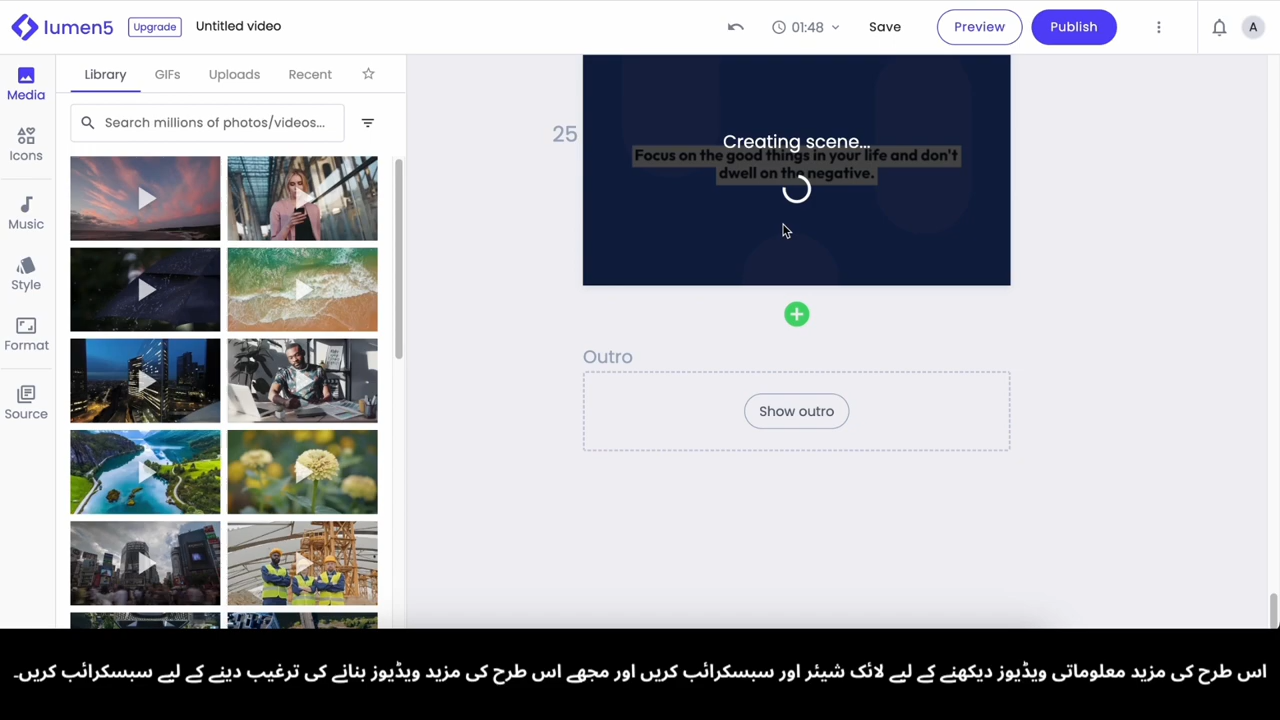 lumen5
Upgrade
Untitled video
01:48
Save
Preview
Publish
A
Media
Icons
Music
Style
Format
Source
Library
GIFs
Uploads
Recent
Search millions of photos/videos...
25
Creating scene...
Focus on the good things in your life and don't
dwell on the negative.
Outro
Show outro
اس طرح کی مزید معلوماتی ویڈیوز دیکھنے کے لیے لائک شیئر اور سبسکرائب کریں اور مجھے اس طرح کی مزید ویڈیوز بنانے کی ترغیب دینے کے لیے سبسکرائب کریں۔